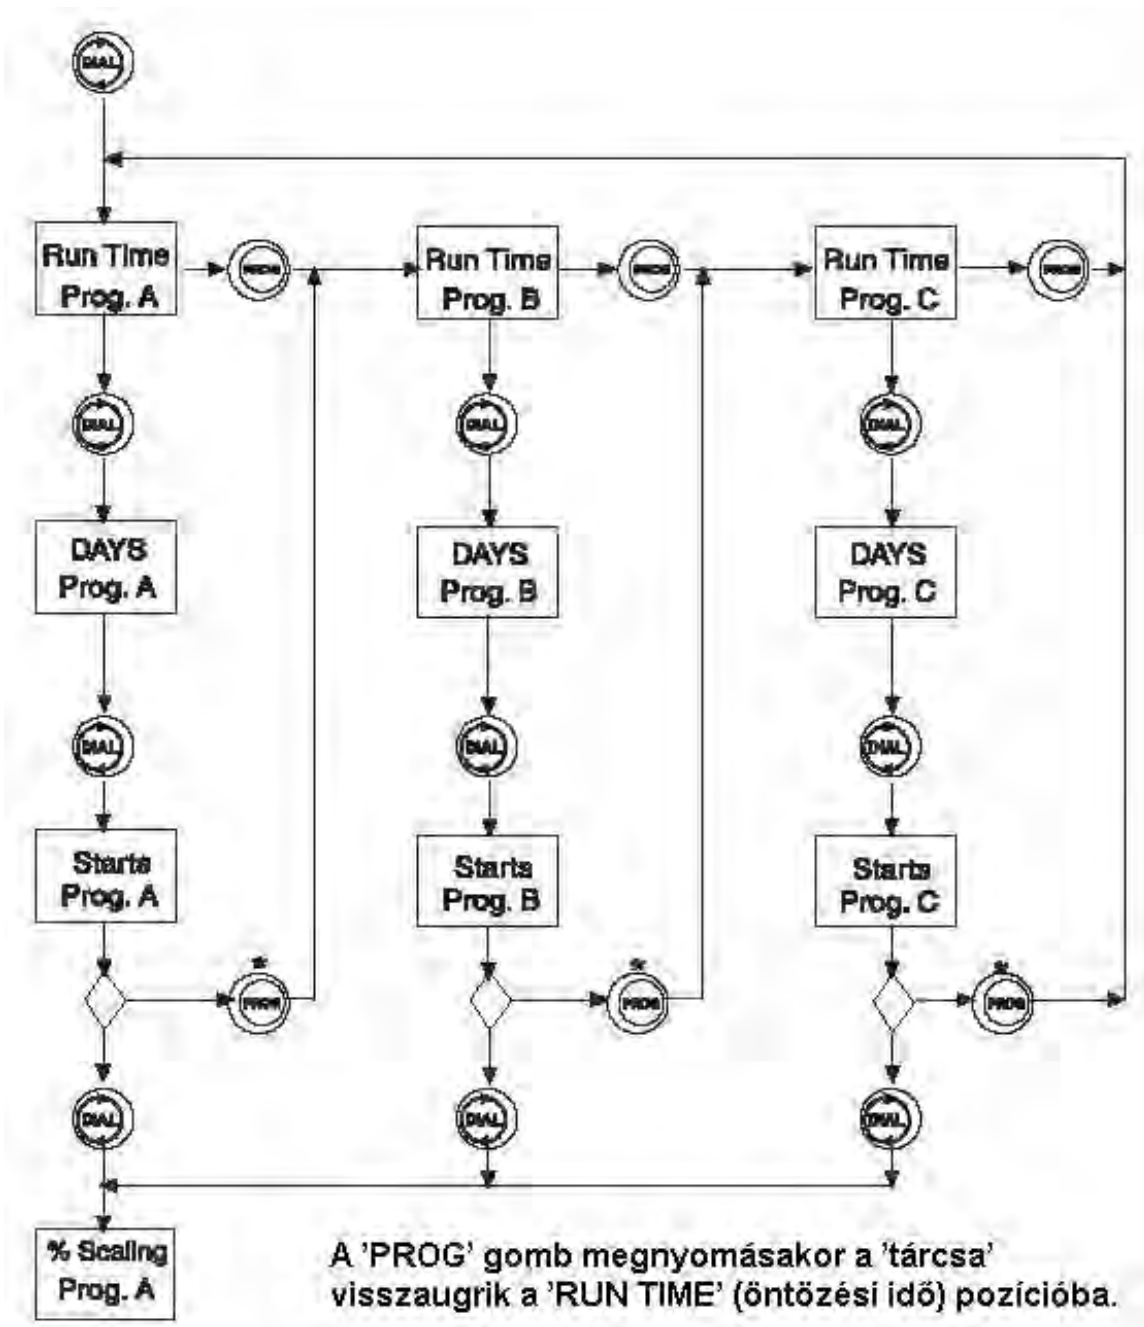 DIAL
Run Time
Prog. A
PROG
Run Time
Prog. B
PROG
Run Time
Prog. C
PROG
DIAL
DIAL
DIAL
DAYS
Prog. A
DAYS
Prog. B
DAYS
Prog. C
DIAL
DIAL
DIAL
Starts
Prog. A
Starts
Prog. B
Starts
Prog. C
*
PROG
*
PROG
*
PROG
DIAL
DIAL
DIAL
% Scaling
Prog. A
A 'PROG' gomb megnyomásakor a 'tárcsa'
visszaugrik a 'RUN TIME' (öntözési idő) pozícióba.